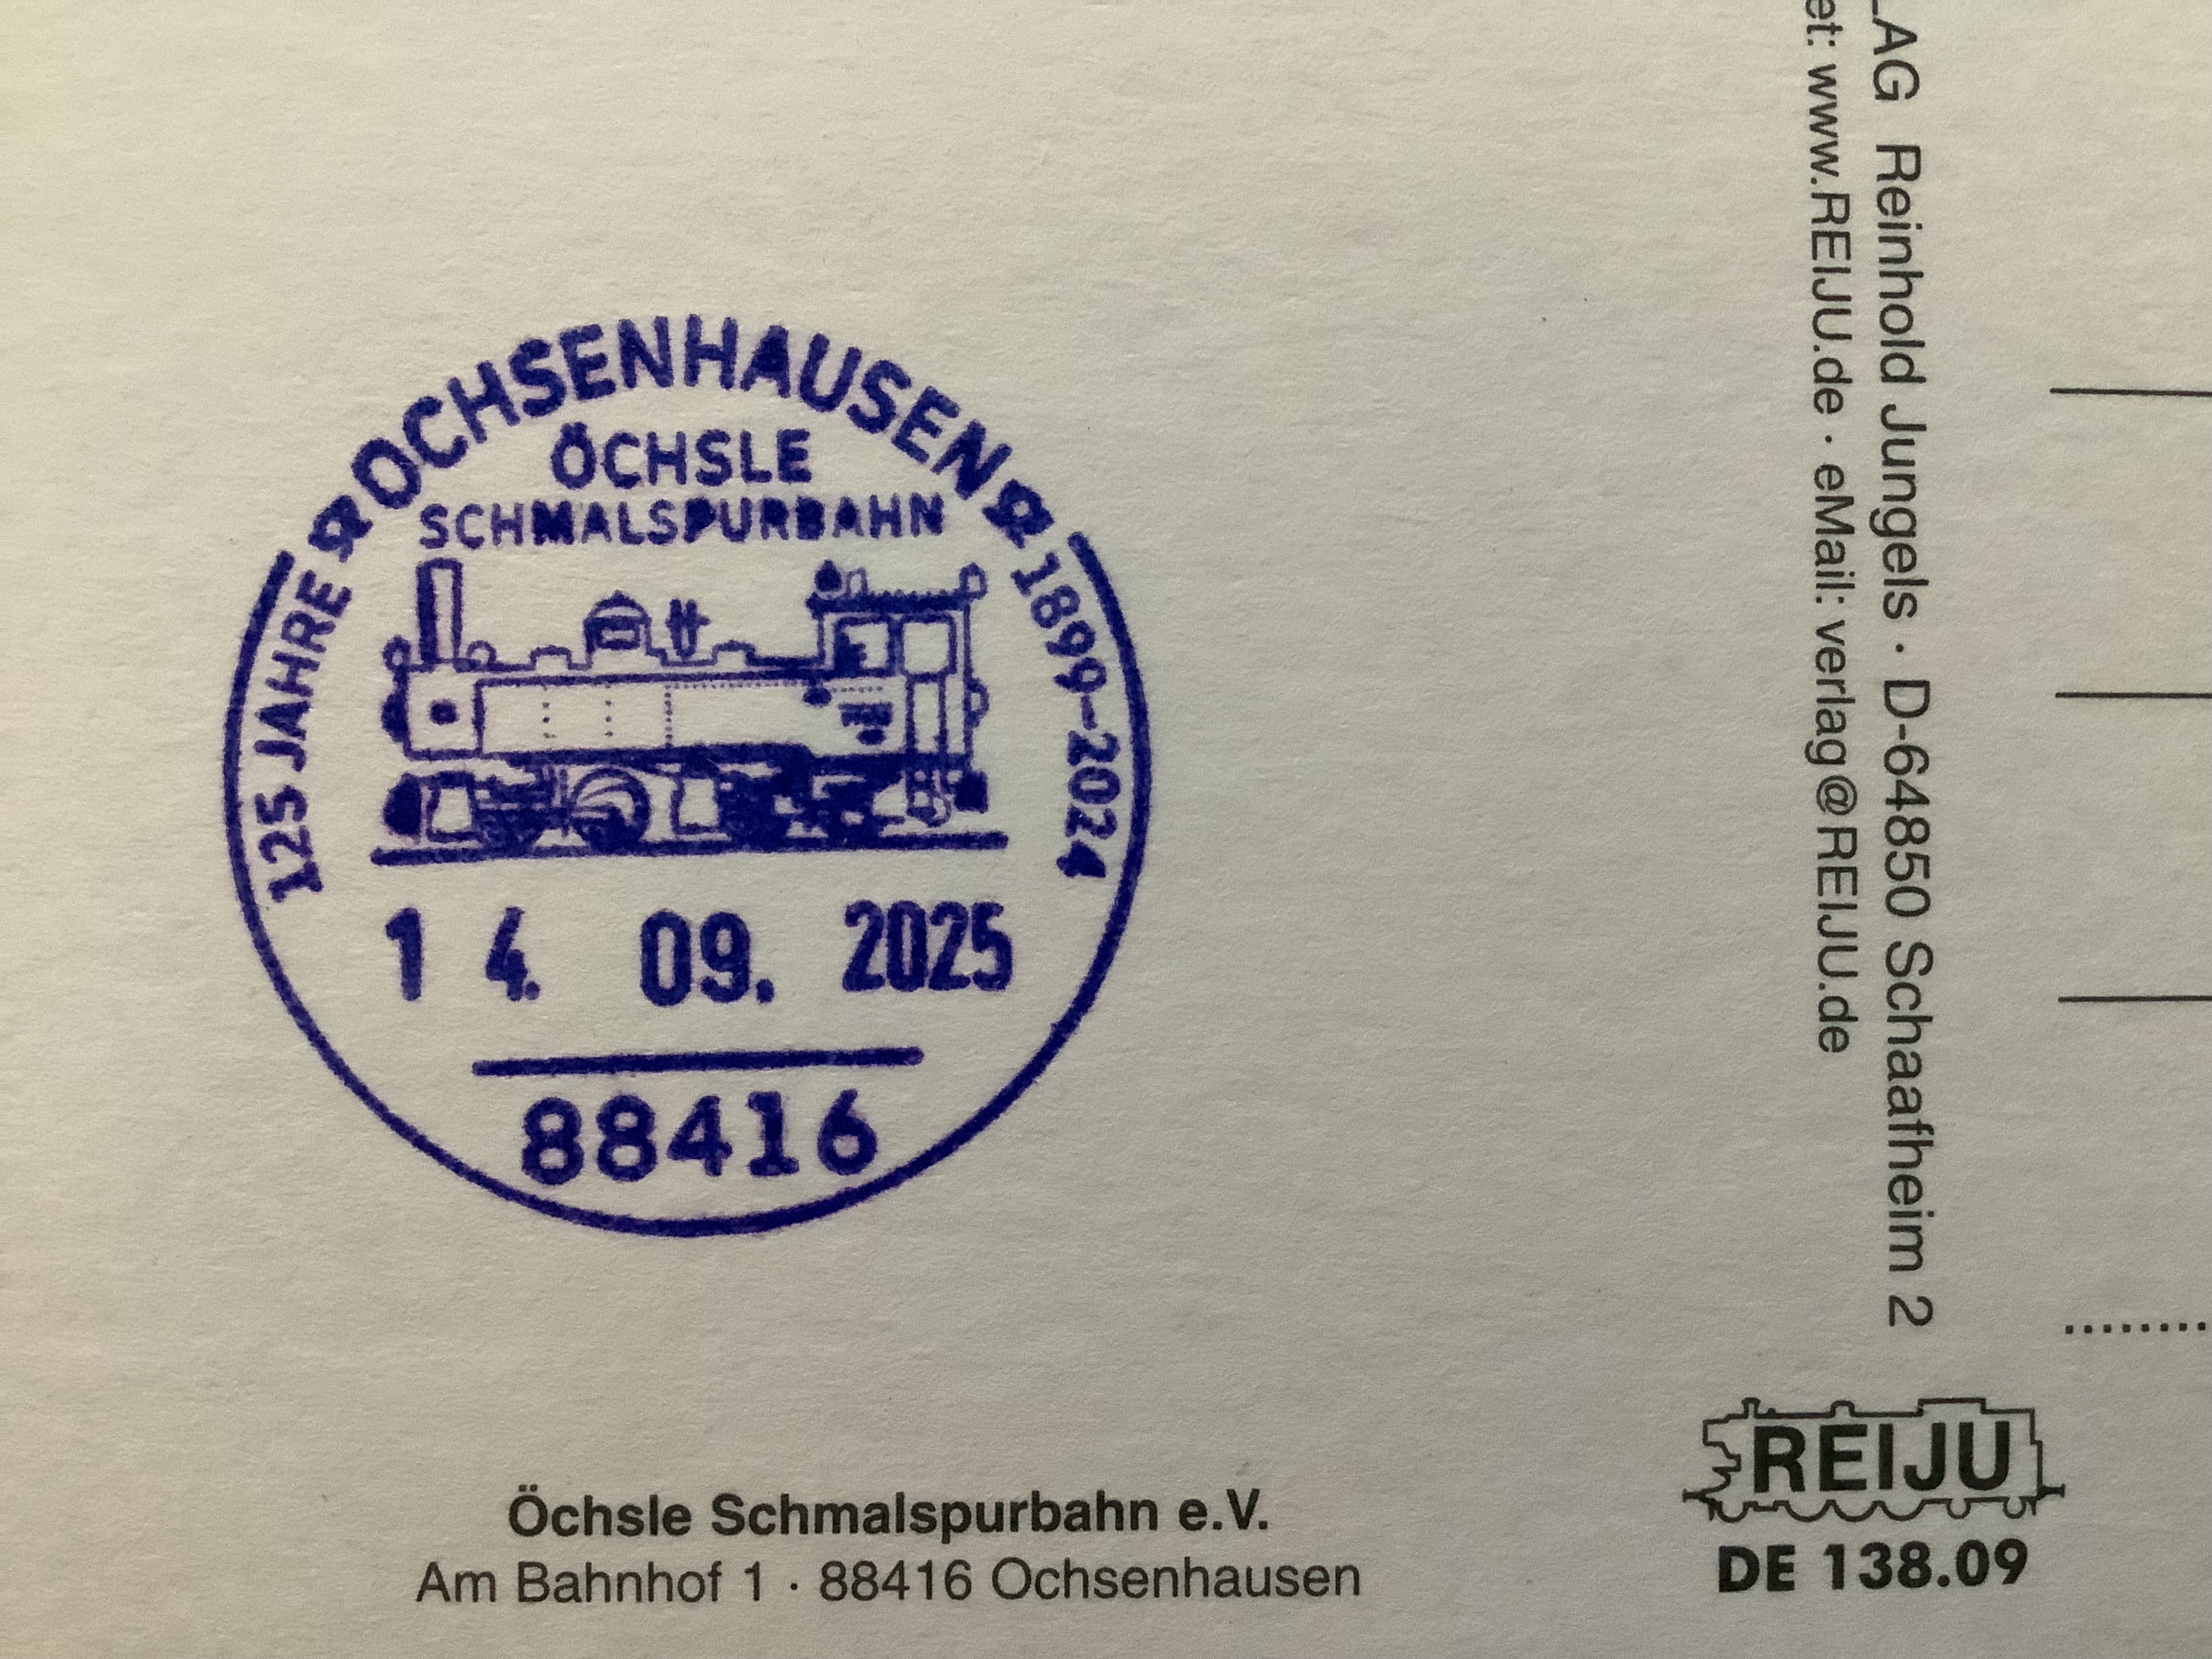 OCHSENHAUSEN
ÖCHSLE
SCHMALSPURBAHN
125 JAHRE
1899-2024
14. 09. 2025
88416
LAG Reinhold Jungels · D-64850 Schaafheim 2
et: www.REIJU.de · eMail: verlag@REIJU.de
Öchsle Schmalspurbahn e.V.
Am Bahnhof 1 · 88416 Ochsenhausen
REIJU
DE 138.09